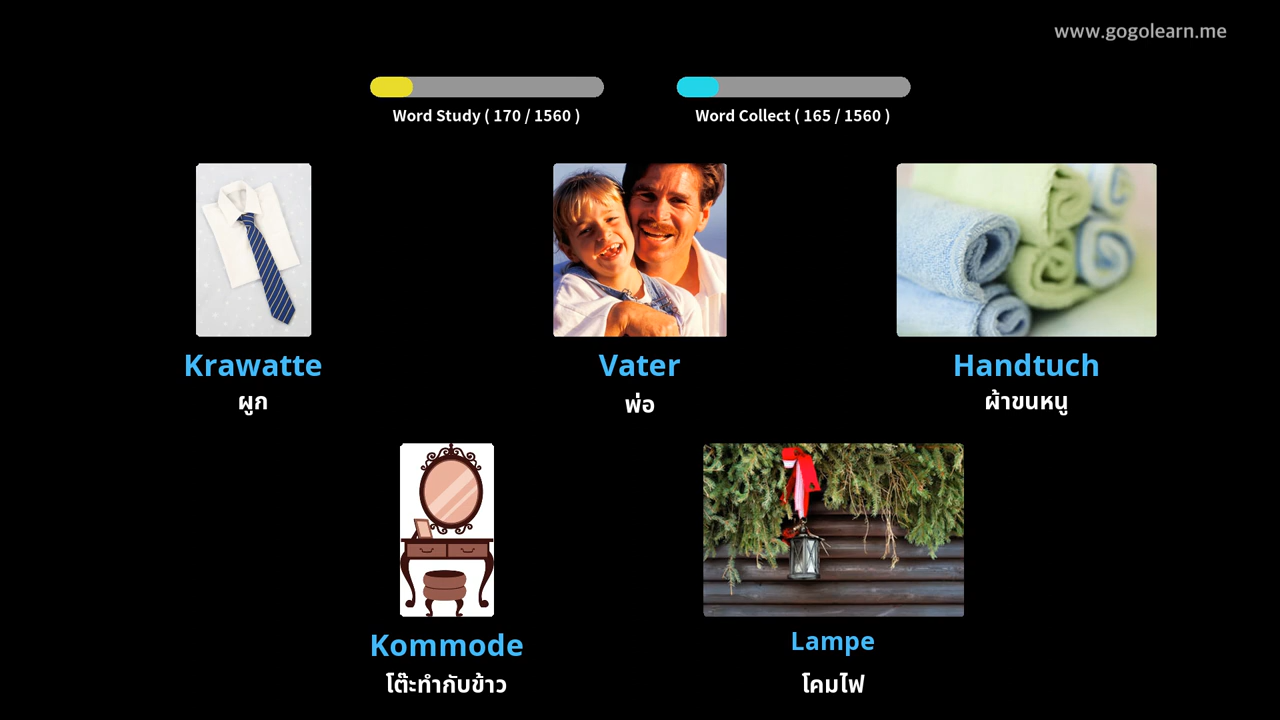 www.gogolearn.me
Word Study ( 170 / 1560 )
Word Collect ( 165 / 1560 )
Krawatte
ผูก
Vater
พ่อ
Handtuch
ผ้าขนหนู
Kommode
โต๊ะทำกับข้าว
Lampe
โคมไฟ